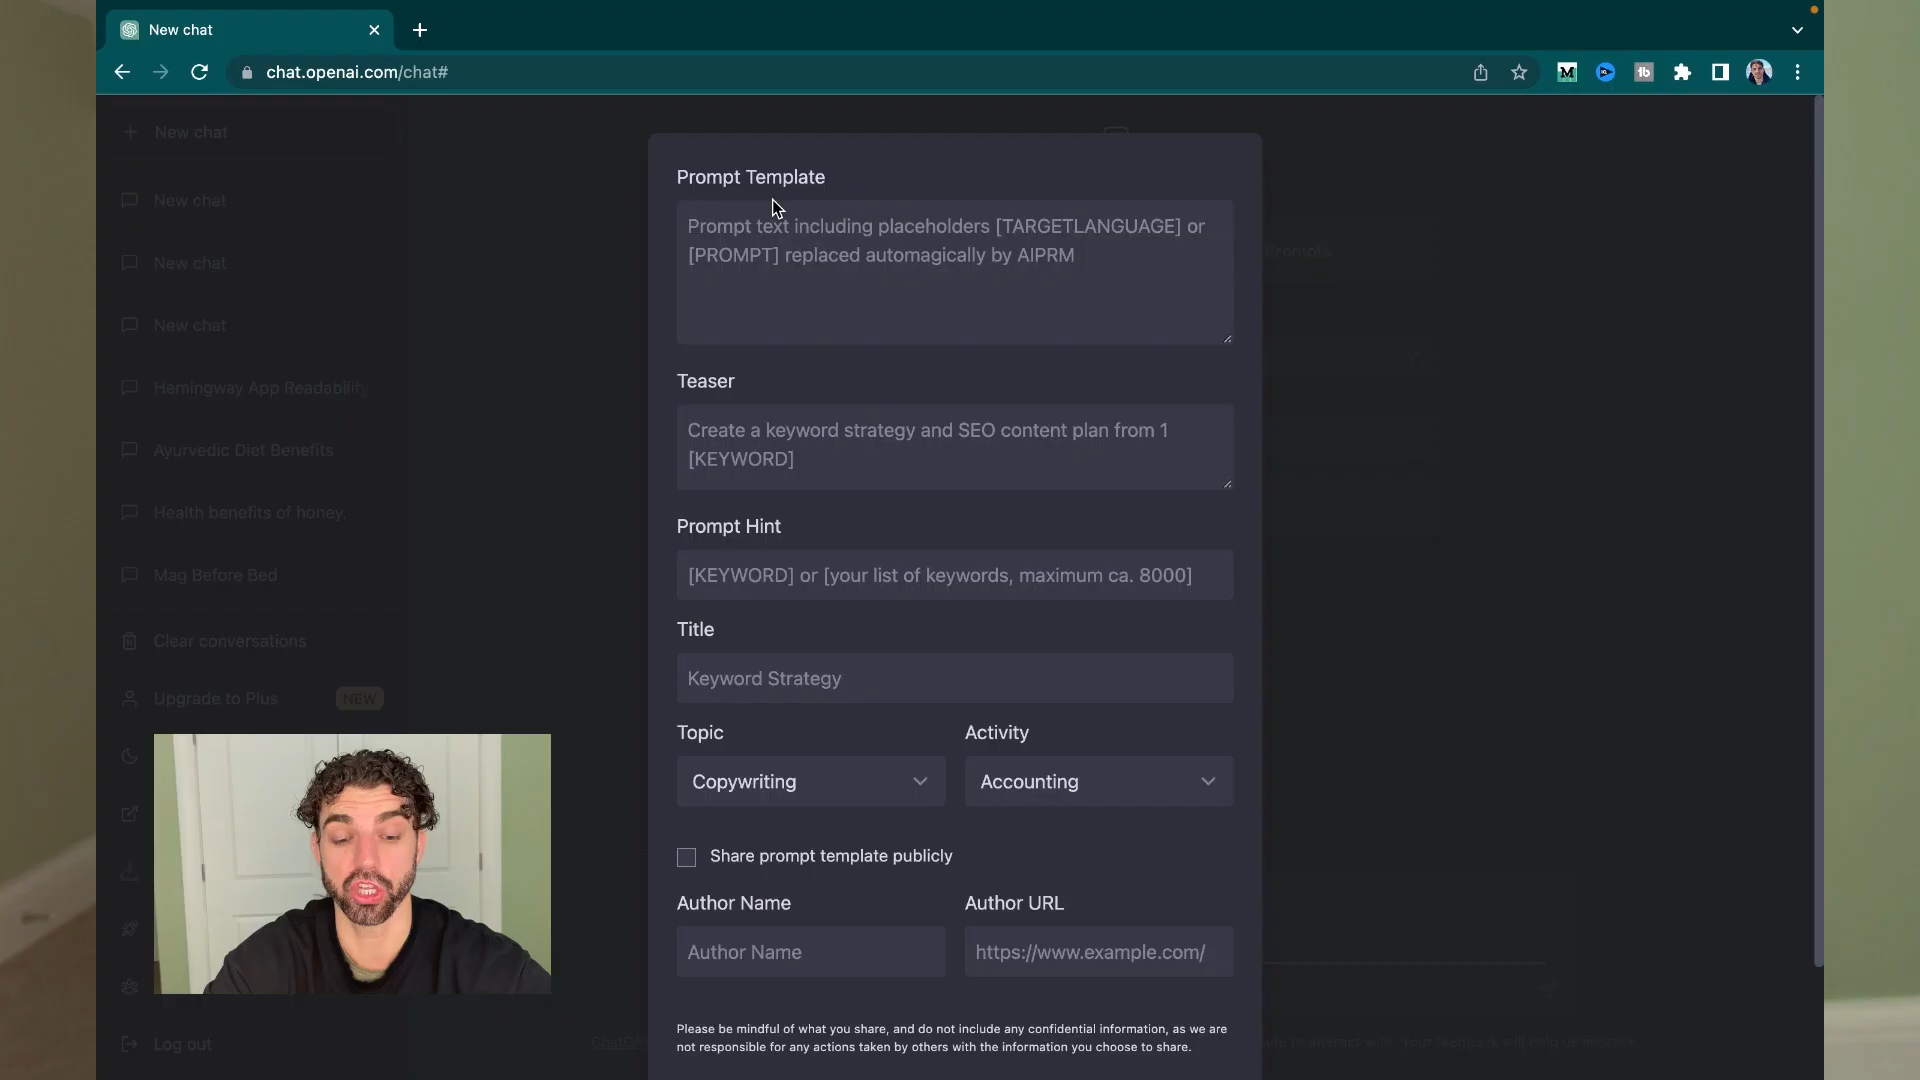 New chat
chat.openai.com/chat#
New chat
New chat
New chat
New chat
Hemingway App Readability
Ayurvedic Diet Benefits
Health benefits of honey.
Mag Before Bed
Clear conversations
Upgrade to Plus NEW
Log out
Prompts
Prompt Template
Prompt text including placeholders [TARGETLANGUAGE] or
[PROMPT] replaced automagically by AIPRM
Teaser
Create a keyword strategy and SEO content plan from 1
[KEYWORD]
Prompt Hint
[KEYWORD] or [your list of keywords, maximum ca. 8000]
Title
Keyword Strategy
Topic Activity
Copywriting Accounting
Share prompt template publicly
Author Name Author URL
Author Name https://www.example.com/
Please be mindful of what you share, and do not include any confidential information, as we are
not responsible for any actions taken by others with the information you choose to share.